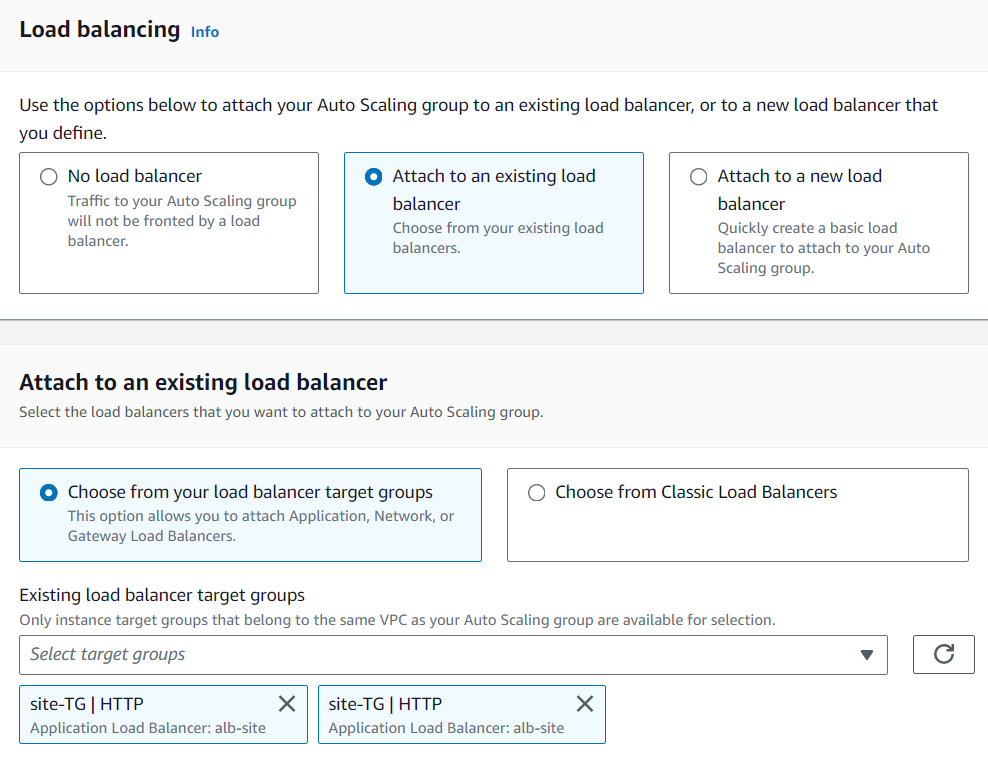 Load balancing Info
Use the options below to attach your Auto Scaling group to an existing load balancer, or to a new load balancer that
you define.
No load balancer
Traffic to your Auto Scaling group
will not be fronted by a load
balancer.
Attach to an existing load
balancer
Choose from your existing load
balancers.
Attach to a new load
balancer
Quickly create a basic load
balancer to attach to your Auto
Scaling group.
Attach to an existing load balancer
Select the load balancers that you want to attach to your Auto Scaling group.
Choose from your load balancer target groups
This option allows you to attach Application, Network, or
Gateway Load Balancers.
Choose from Classic Load Balancers
Existing load balancer target groups
Only instance target groups that belong to the same VPC as your Auto Scaling group are available for selection.
Select target groups
site-TG | HTTP
Application Load Balancer: alb-site
site-TG | HTTP
Application Load Balancer: alb-site